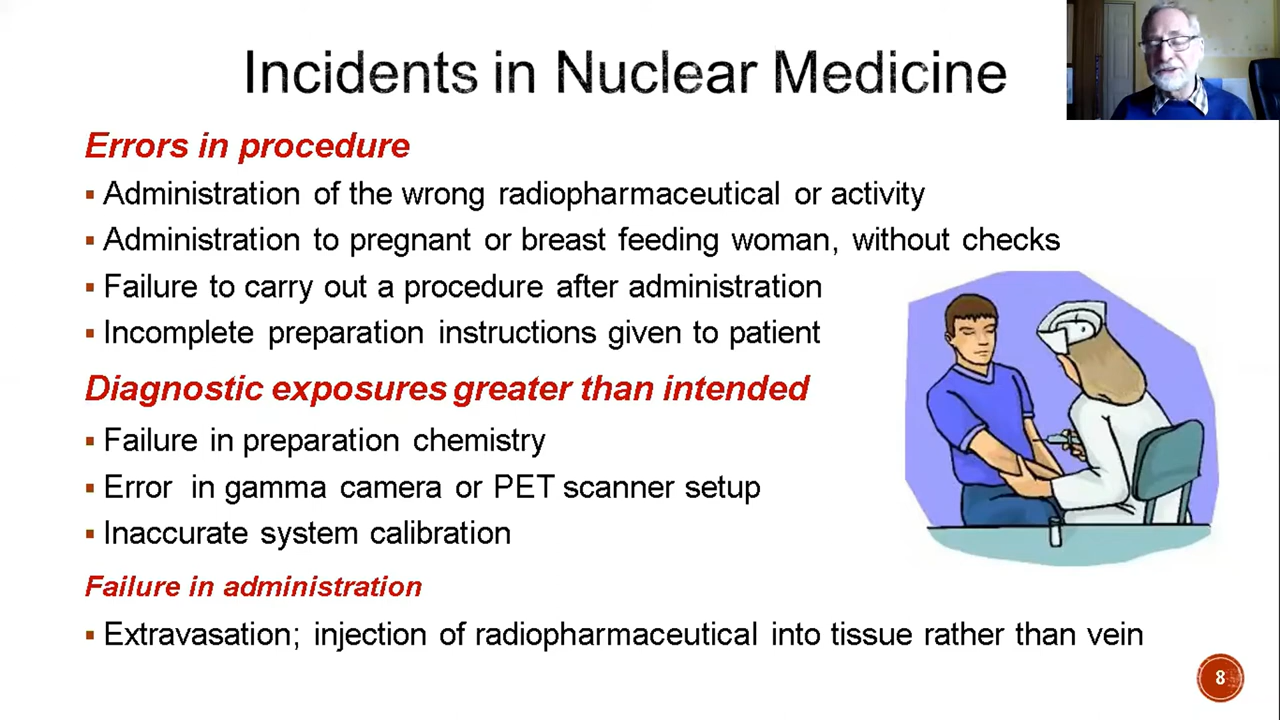 Incidents in Nuclear Medicine
Errors in procedure
▪ Administration of the wrong radiopharmaceutical or activity
▪ Administration to pregnant or breast feeding woman, without checks
▪ Failure to carry out a procedure after administration
▪ Incomplete preparation instructions given to patient
Diagnostic exposures greater than intended
▪ Failure in preparation chemistry
▪ Error in gamma camera or PET scanner setup
▪ Inaccurate system calibration
Failure in administration
▪ Extravasation; injection of radiopharmaceutical into tissue rather than vein
8